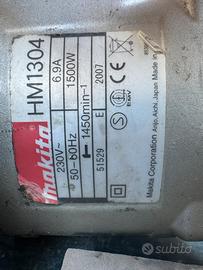 makita
HM1304
230V~ 6.9A
50-60Hz 1500W
1450min-1
51529 E 2007
Makita Corporation Anjo, Aichi, Japan Made in
subito